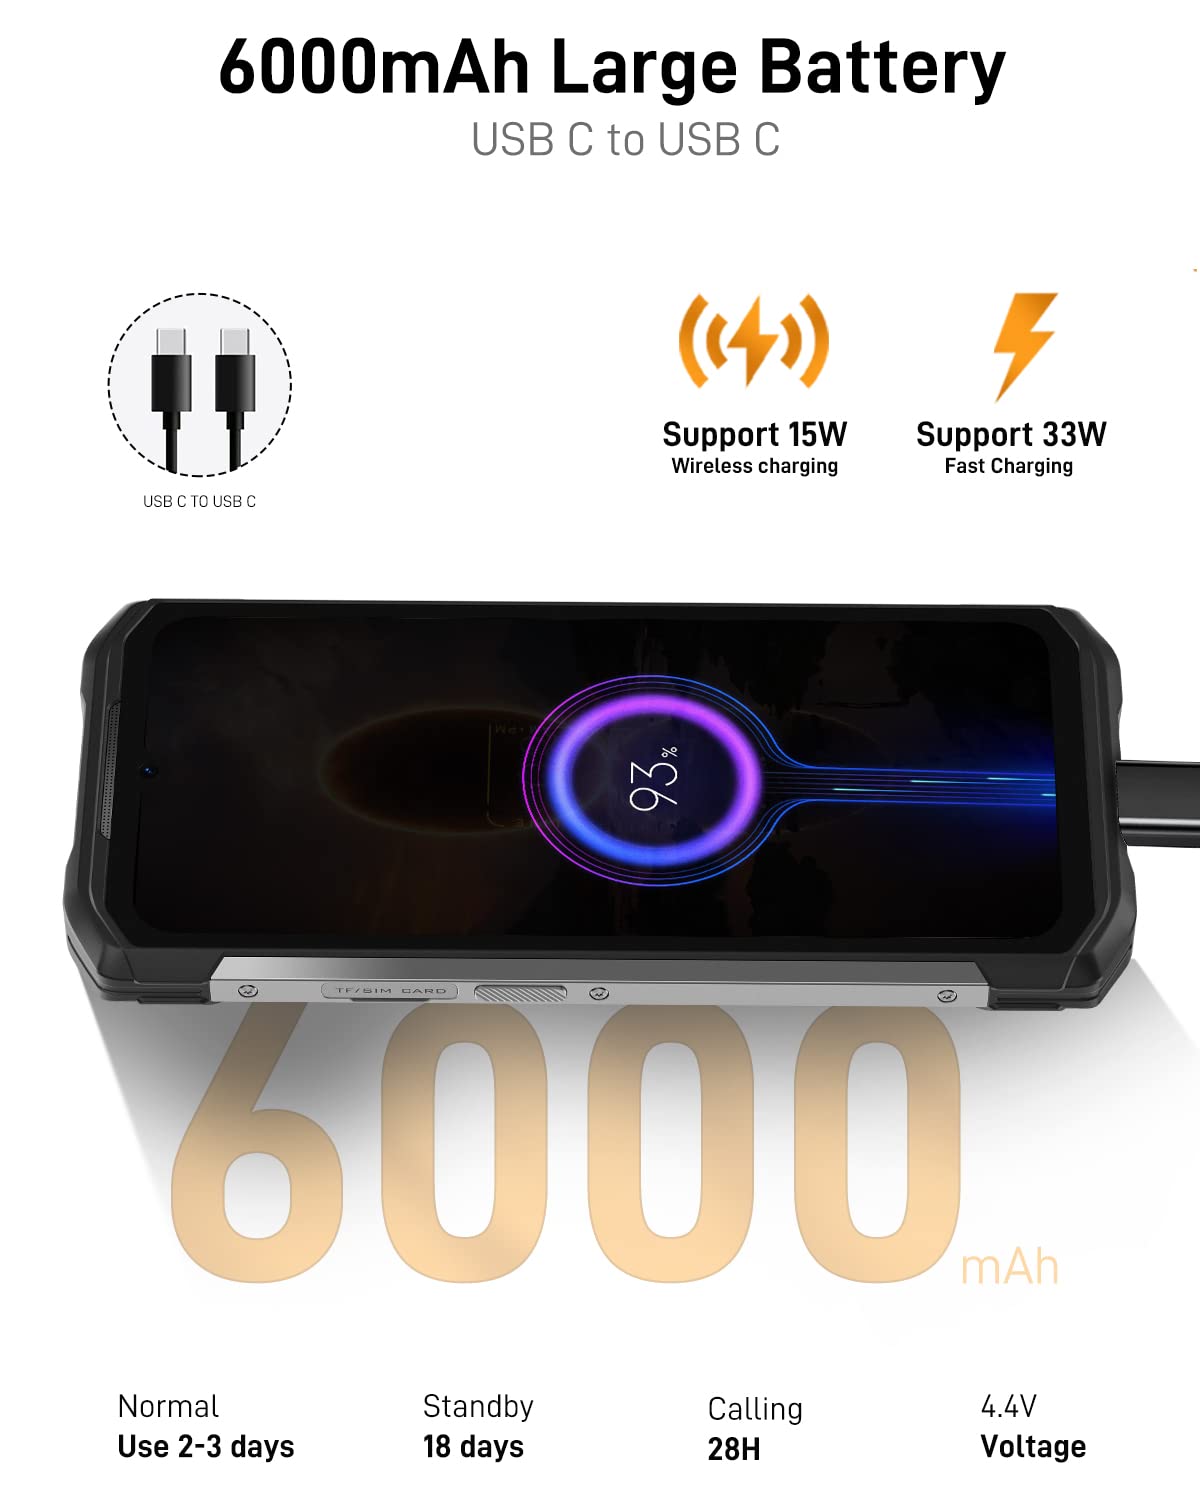 6000mAh Large Battery
USB C to USB C
USB C TO USB C
Support 15W
Wireless charging
Support 33W
Fast Charging
93%
TF/SIM CARD
6000
mAh
Normal
Use 2-3 days
Standby
18 days
Calling
28H
4.4V
Voltage